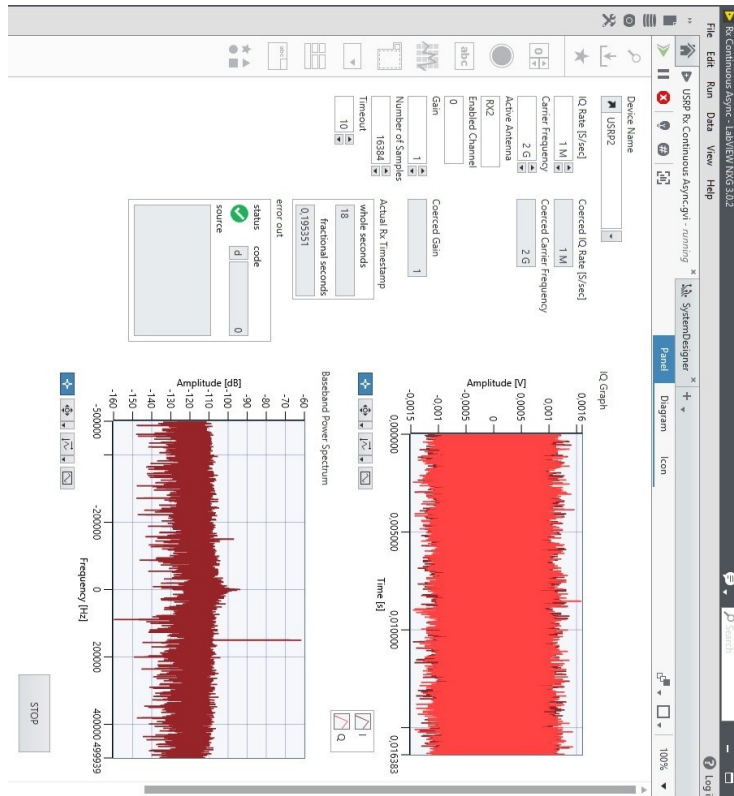 Rx Continuous Async - LabVIEW NXG 3.0.2
Search
File Edit Run Data View Help
Log i
USRP Rx Continuous Async.gvi - running
SystemDesigner
Panel Diagram Icon
100%
Device Name
USRP2
IQ Rate [S/sec]
1 M
Coerced IQ Rate [S/sec]
1 M
Carrier Frequency
2 G
Coerced Carrier Frequency
2 G
Active Antenna
RX2
Enabled Channel
0
Gain
1
Coerced Gain
1
Number of Samples
16384
Timeout
10
Actual Rx Timestamp
whole seconds
18
fractional seconds
0,195351
error out
status code
d 0
source
IQ Graph
Amplitude [V]
0,0016
0,001
0,0005
0
-0,0005
-0,001
-0,0015
0,000000 0,005000 0,010000 0,016383
Time [s]
I
Q
Baseband Power Spectrum
Amplitude [dB]
-60
-70
-80
-90
-100
-110
-120
-130
-140
-150
-160
-500000 -200000 0 200000 400000 499939
Frequency [Hz]
STOP